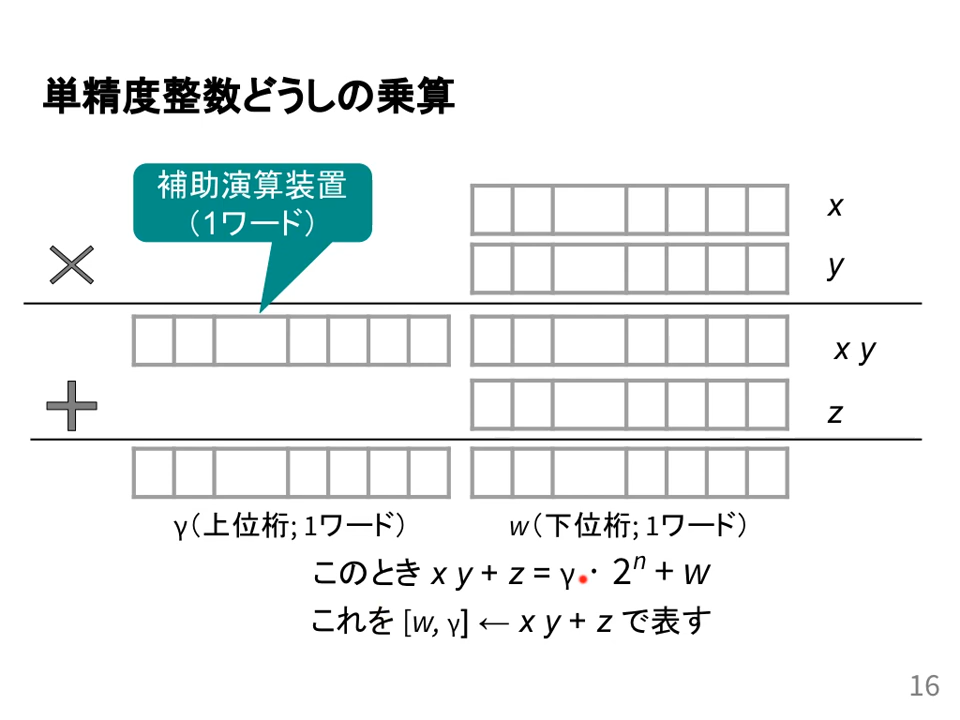 単精度整数どうしの乗算
補助演算装置
（1ワード）
x
y
x y
z
γ（上位桁; 1ワード）
w（下位桁; 1ワード）
このとき x y + z = γ · 2ⁿ + w
これを [w, γ] ← x y + z で表す
16